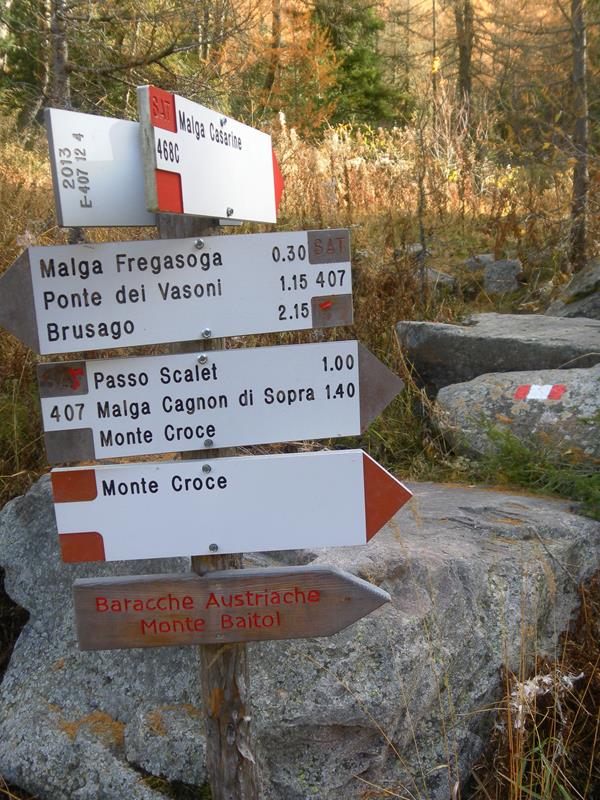 2013
E-407 12 4
SAT Malga Casarine
468C
Malga Fregasoga 0.30 SAT
Ponte dei Vasoni 1.15 407
Brusago 2.15
SAT Passo Scalet 1.00
407 Malga Cagnon di Sopra 1.40
Monte Croce
Monte Croce
Baracche Austriache
Monte Baitol